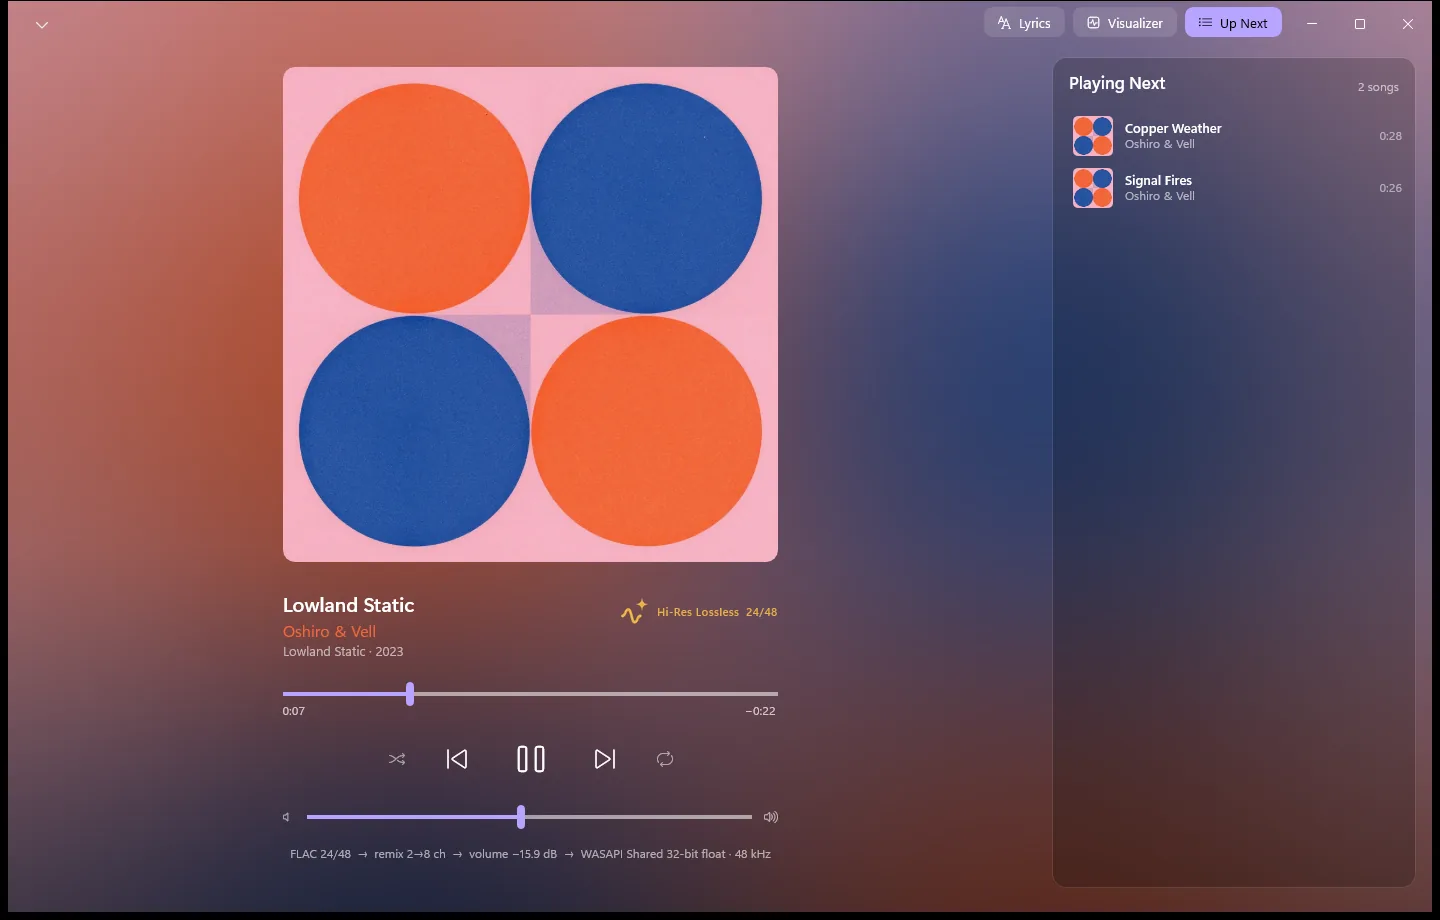 Lyrics
Visualizer
Up Next
Playing Next
2 songs
Copper Weather
Oshiro & Vell
0:28
Signal Fires
Oshiro & Vell
0:26
Lowland Static
Oshiro & Vell
Lowland Static · 2023
Hi-Res Lossless 24/48
0:07
−0:22
FLAC 24/48 → remix 2→8 ch → volume −15.9 dB → WASAPI Shared 32-bit float · 48 kHz